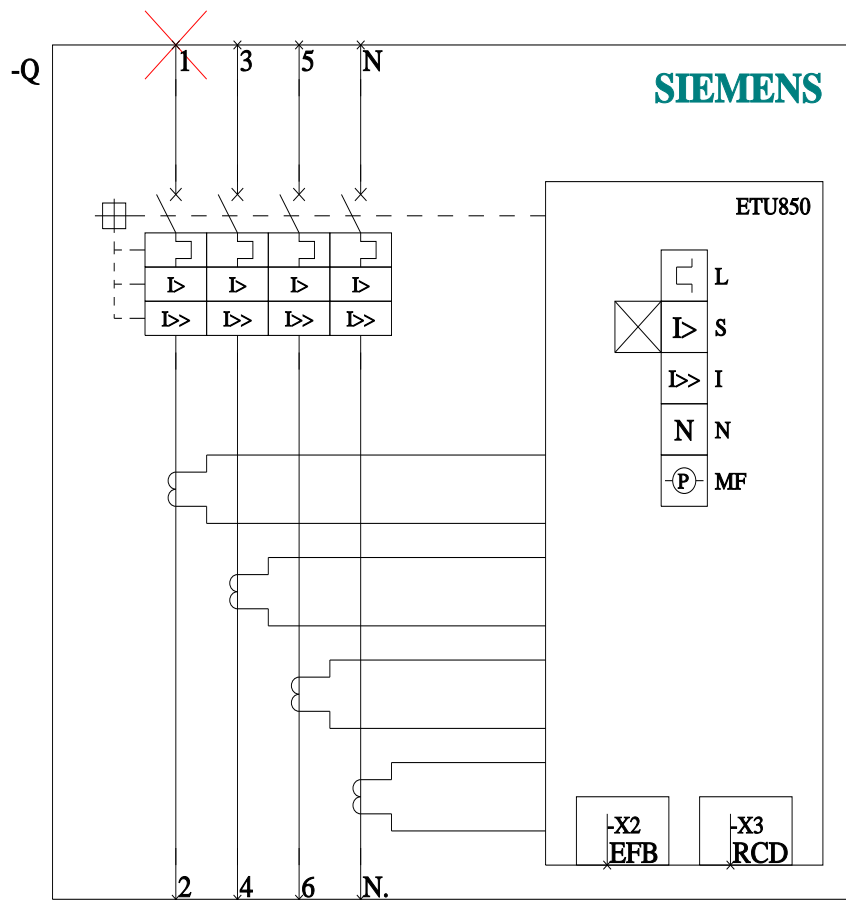 1 3 5 N
-Q
SIEMENS
ETU850
L
I> I> I> I>
I>> I>> I>> I>>
I> S
I>> I
N N
P MF
-X2 -X3
EFB RCD
2 4 6 N.